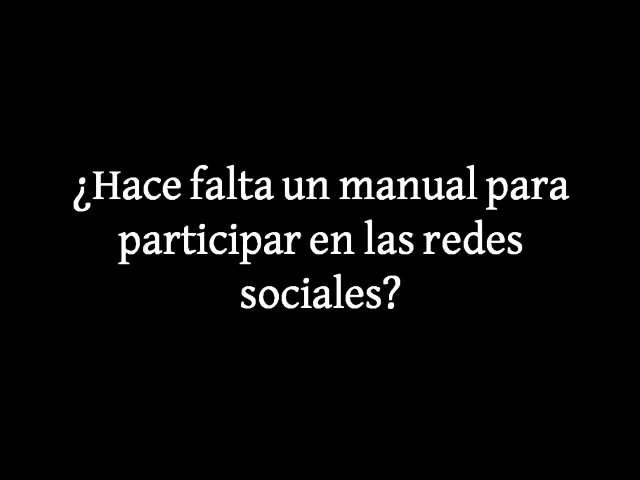 ¿Hace falta un manual para
participar en las redes
sociales?